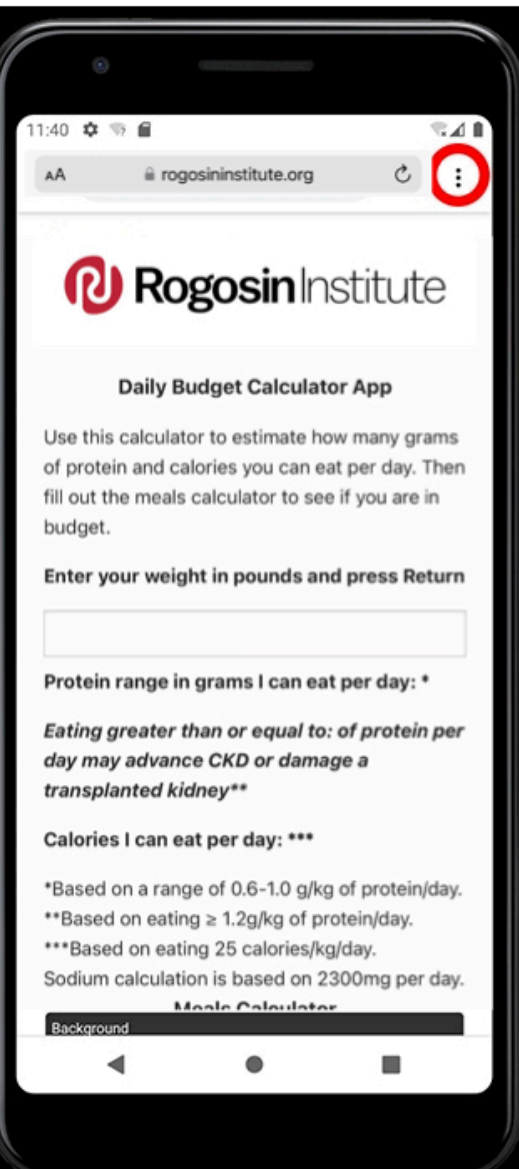 11:40
AA rogosininstitute.org
Rogosin Institute
Daily Budget Calculator App
Use this calculator to estimate how many grams
of protein and calories you can eat per day. Then
fill out the meals calculator to see if you are in
budget.
Enter your weight in pounds and press Return
Protein range in grams I can eat per day: *
Eating greater than or equal to: of protein per
day may advance CKD or damage a
transplanted kidney**
Calories I can eat per day: ***
*Based on a range of 0.6-1.0 g/kg of protein/day.
**Based on eating ≥ 1.2g/kg of protein/day.
***Based on eating 25 calories/kg/day.
Sodium calculation is based on 2300mg per day.
Meals Calculator
Background